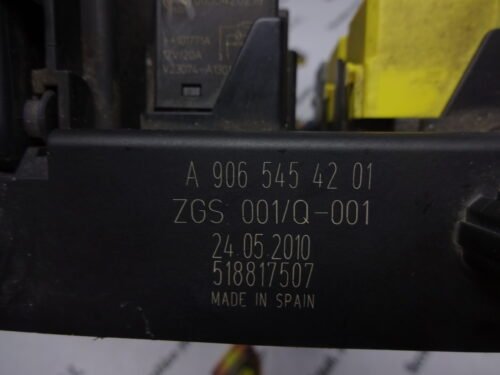 12V/20A
A 906 545 42 01
ZGS 001/Q-001
24.05.2010
518817507
MADE IN SPAIN